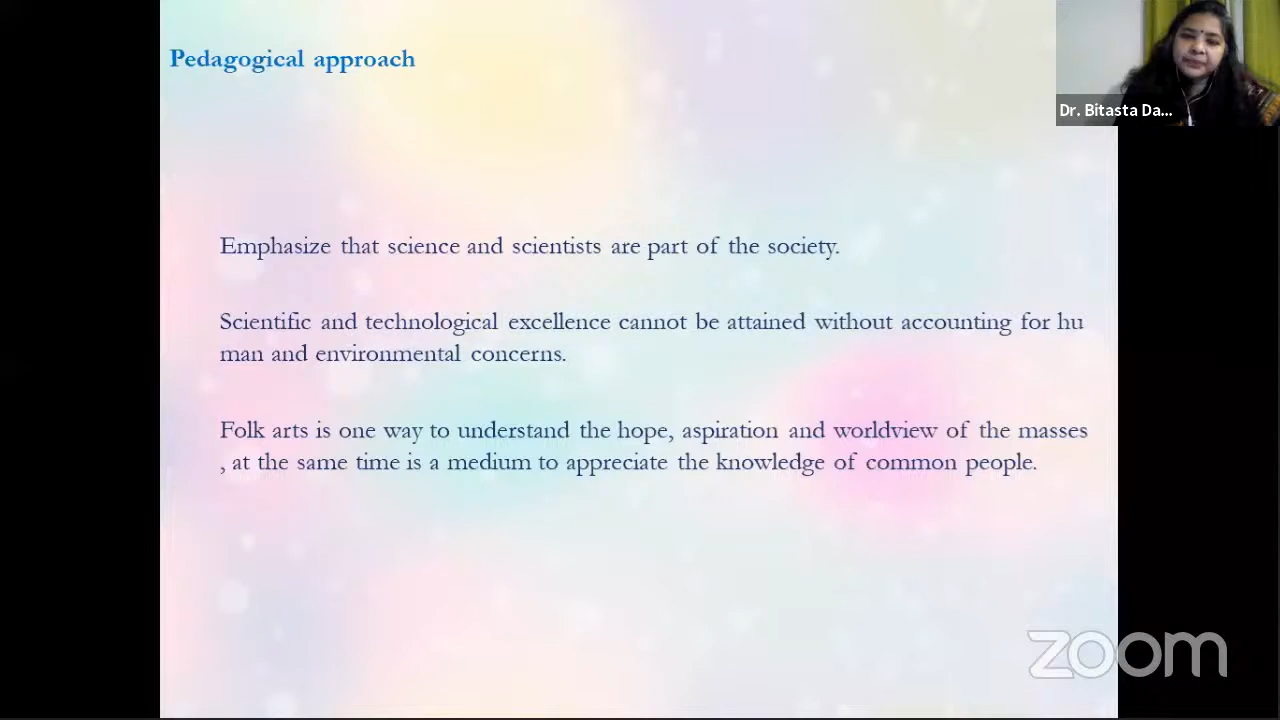 Pedagogical approach
Dr. Bitasta Da...
Emphasize that science and scientists are part of the society.
Scientific and technological excellence cannot be attained without accounting for hu
man and environmental concerns.
Folk arts is one way to understand the hope, aspiration and worldview of the masses
, at the same time is a medium to appreciate the knowledge of common people.
zoom